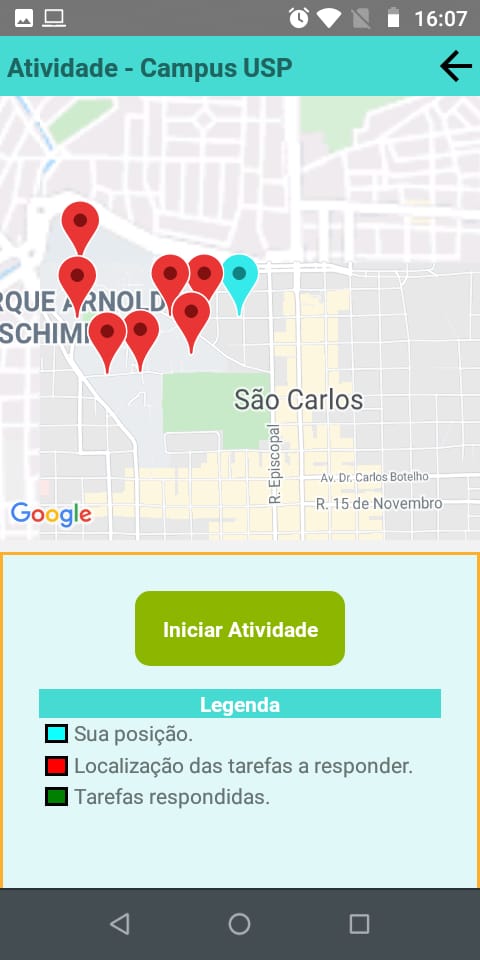 16:07
Atividade - Campus USP
RQUE ARNOLD
SCHIMI
São Carlos
R. Episcopal
Av. Dr. Carlos Botelho
R. 15 de Novembro
Google
Iniciar Atividade
Legenda
Sua posição.
Localização das tarefas a responder.
Tarefas respondidas.